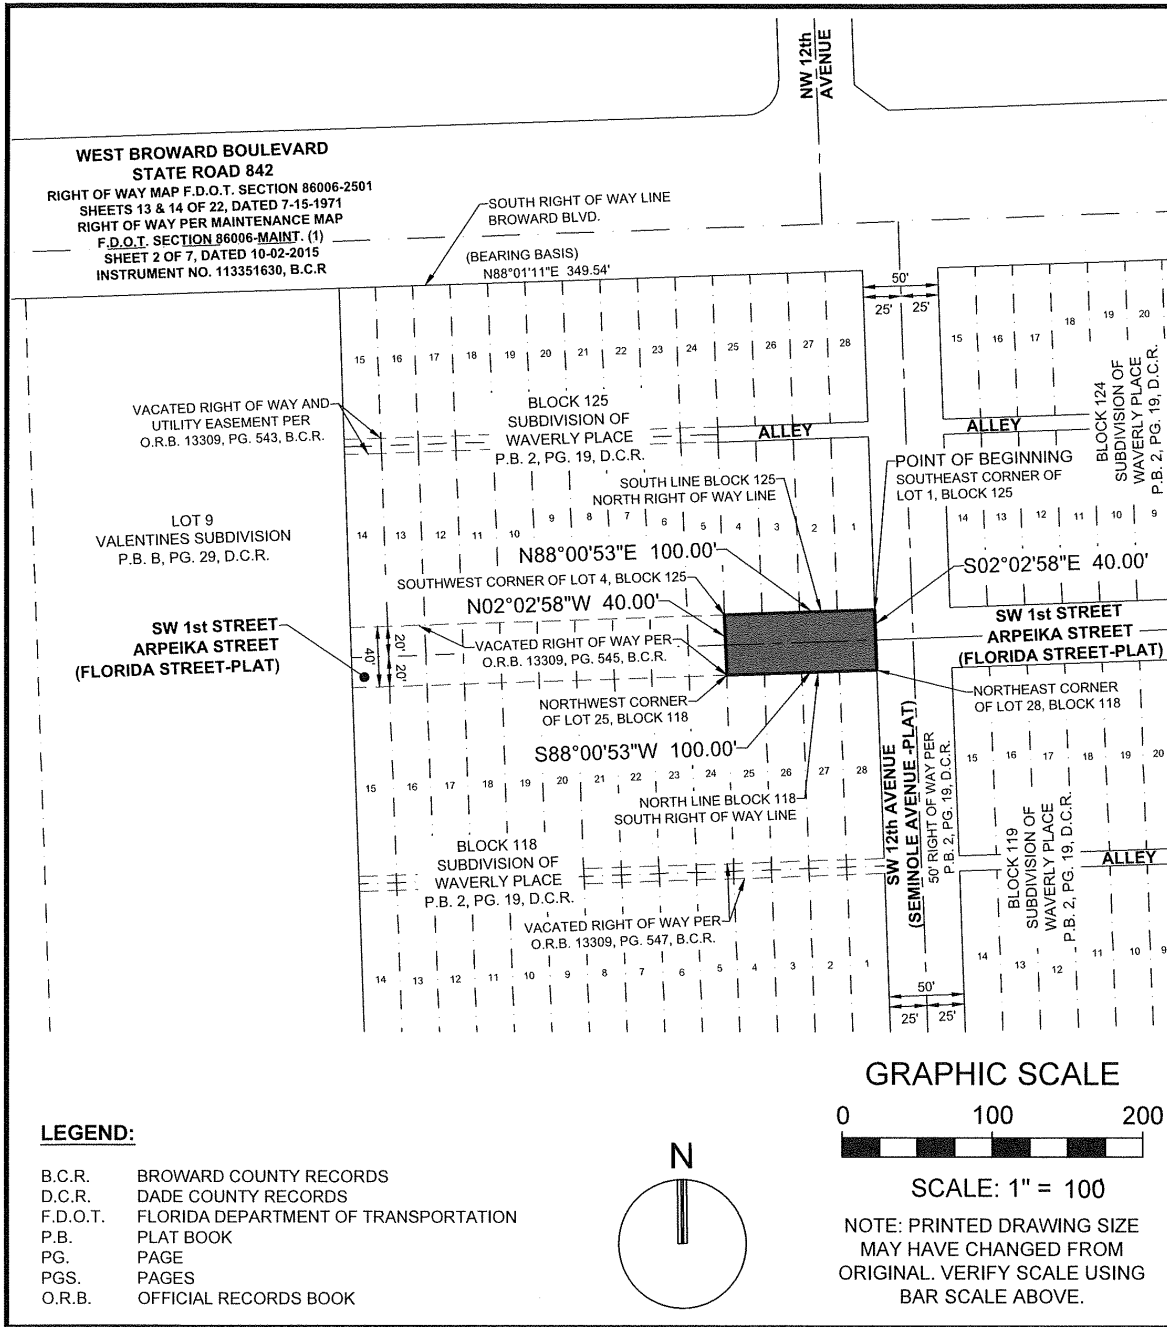 NW 12th
AVENUE
WEST BROWARD BOULEVARD
STATE ROAD 842
RIGHT OF WAY MAP F.D.O.T. SECTION 86006-2501
SHEETS 13 & 14 OF 22, DATED 7-15-1971
RIGHT OF WAY PER MAINTENANCE MAP
F.D.O.T. SECTION 86006-MAINT. (1)
SHEET 2 OF 7, DATED 10-02-2015
INSTRUMENT NO. 113351630, B.C.R
SOUTH RIGHT OF WAY LINE
BROWARD BLVD.
(BEARING BASIS)
N88°01'11"E 349.54'
50'
25' 25'
15 16 17 18 19 20 21 22 23 24 25 26 27 28
15 16 17 18 19 20
VACATED RIGHT OF WAY AND
UTILITY EASEMENT PER
O.R.B. 13309, PG. 543, B.C.R.
BLOCK 125
SUBDIVISION OF
WAVERLY PLACE
P.B. 2, PG. 19, D.C.R.
ALLEY
ALLEY
BLOCK 124
SUBDIVISION OF
WAVERLY PLACE
P.B. 2, PG. 19, D.C.R.
POINT OF BEGINNING
SOUTHEAST CORNER OF
LOT 1, BLOCK 125
SOUTH LINE BLOCK 125
NORTH RIGHT OF WAY LINE
LOT 9
VALENTINES SUBDIVISION
P.B. B, PG. 29, D.C.R.
14 13 12 11 10 9 8 7 6 5 4 3 2 1
14 13 12 11 10 9
N88°00'53"E 100.00'
S02°02'58"E 40.00'
SOUTHWEST CORNER OF LOT 4, BLOCK 125
N02°02'58"W 40.00'
SW 1st STREET
ARPEIKA STREET
(FLORIDA STREET-PLAT)
40'
20'
20'
VACATED RIGHT OF WAY PER
O.R.B. 13309, PG. 545, B.C.R.
SW 1st STREET
ARPEIKA STREET
(FLORIDA STREET-PLAT)
NORTHWEST CORNER
OF LOT 25, BLOCK 118
NORTHEAST CORNER
OF LOT 28, BLOCK 118
S88°00'53"W 100.00'
15 16 17 18 19 20 21 22 23 24 25 26 27 28
15 16 17 18 19 20
NORTH LINE BLOCK 118
SOUTH RIGHT OF WAY LINE
SW 12th AVENUE
(SEMINOLE AVENUE -PLAT)
50' RIGHT OF WAY PER
P.B. 2, PG. 19, D.C.R.
BLOCK 118
SUBDIVISION OF
WAVERLY PLACE
P.B. 2, PG. 19, D.C.R.
BLOCK 119
SUBDIVISION OF
WAVERLY PLACE
P.B. 2, PG. 19, D.C.R.
ALLEY
VACATED RIGHT OF WAY PER
O.R.B. 13309, PG. 547, B.C.R.
14 13 12 11 10 9 8 7 6 5 4 3 2 1
14 13 12 11 10 9
50'
25' 25'
GRAPHIC SCALE
0 100 200
SCALE: 1" = 100
NOTE: PRINTED DRAWING SIZE
MAY HAVE CHANGED FROM
ORIGINAL. VERIFY SCALE USING
BAR SCALE ABOVE.
N
LEGEND:
B.C.R. BROWARD COUNTY RECORDS
D.C.R. DADE COUNTY RECORDS
F.D.O.T. FLORIDA DEPARTMENT OF TRANSPORTATION
P.B. PLAT BOOK
PG. PAGE
PGS. PAGES
O.R.B. OFFICIAL RECORDS BOOK